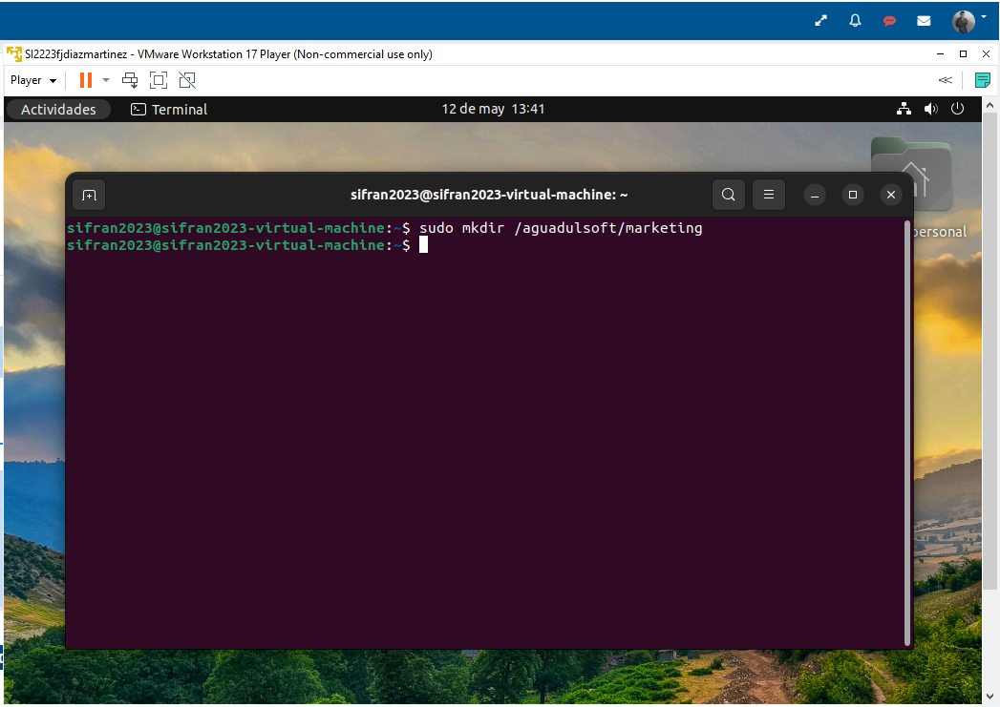 SI2223fjdiazmartinez - VMware Workstation 17 Player (Non-commercial use only)
Player
Actividades Terminal 12 de may 13:41
sifran2023@sifran2023-virtual-machine: ~
sifran2023@sifran2023-virtual-machine:~$ sudo mkdir /aguadulsoft/marketing
sifran2023@sifran2023-virtual-machine:~$
personal